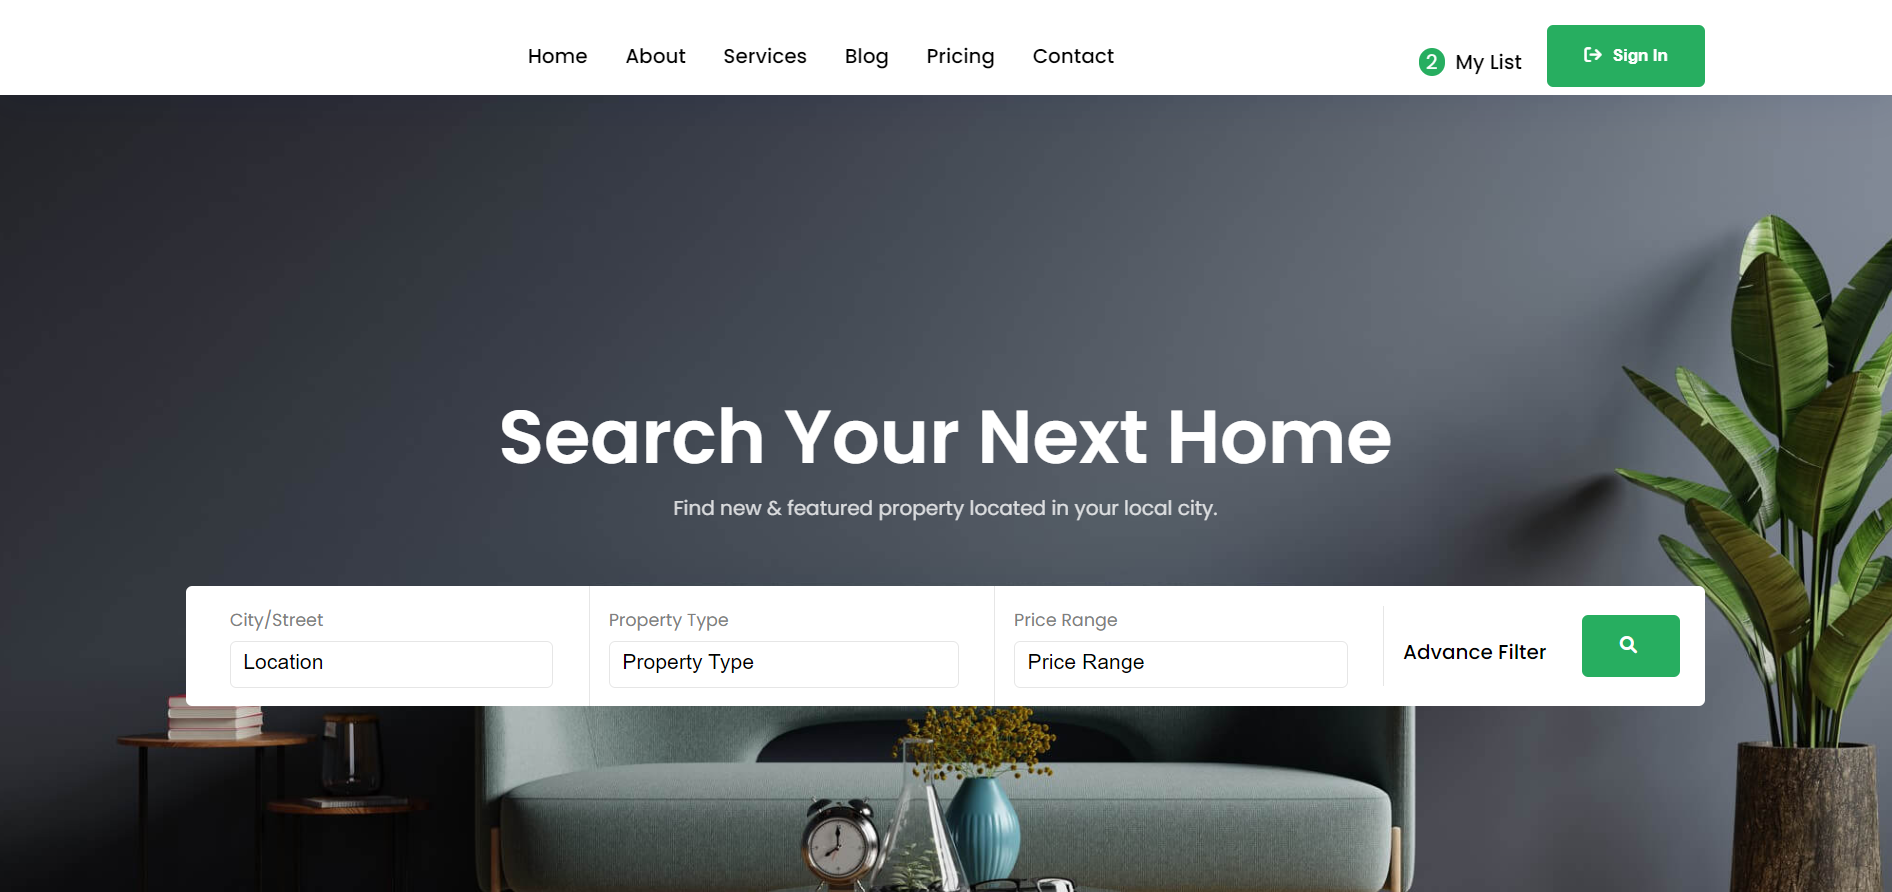 Home About Services Blog Pricing Contact
2 My List
Sign In
Search Your Next Home
Find new & featured property located in your local city.
City/Street
Location
Property Type
Property Type
Price Range
Price Range
Advance Filter